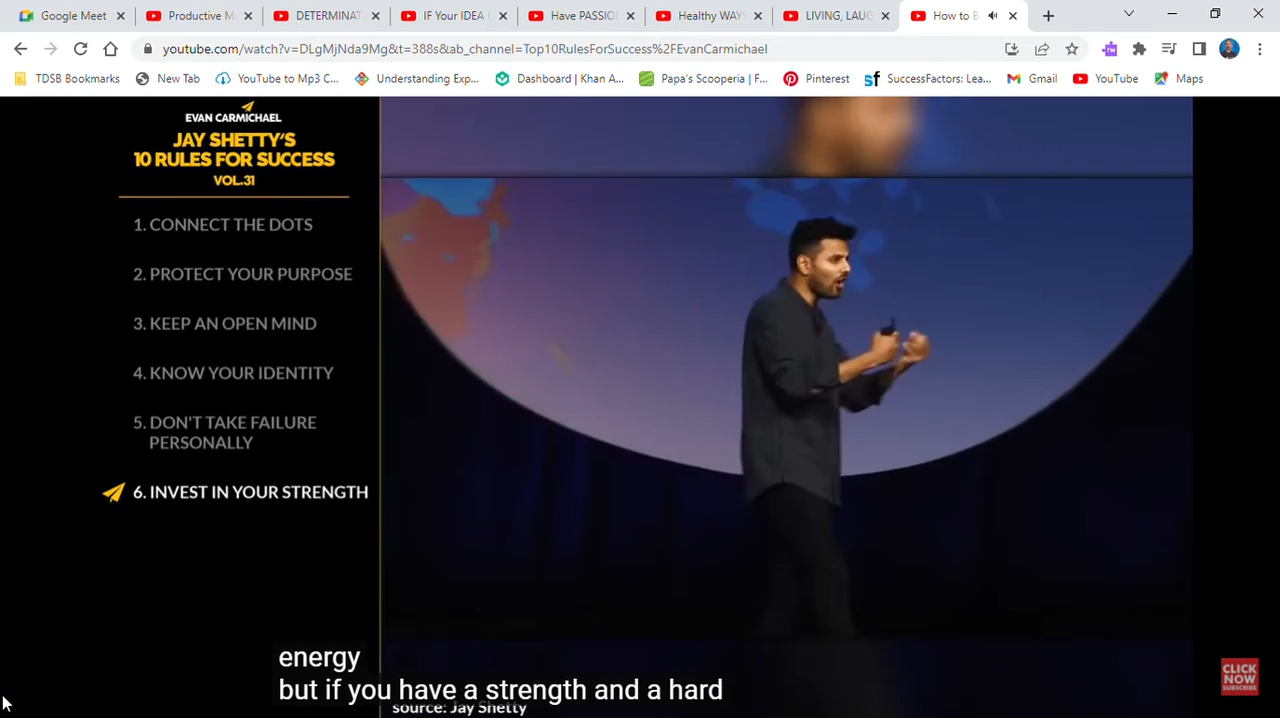 Google Meet
Productive M
DETERMINAT
IF Your IDEA
Have PASSIO
Healthy WAYS
LIVING, LAUG
How to B
youtube.com/watch?v=DLgMjNda9Mg&t=388s&ab_channel=Top10RulesForSuccess%2FEvanCarmichael
TDSB Bookmarks
New Tab
YouTube to Mp3 C...
Understanding Exp...
Dashboard | Khan A...
Papa's Scooperia | F...
Pinterest
SuccessFactors: Lea...
Gmail
YouTube
Maps
EVAN CARMICHAEL
JAY SHETTY'S
10 RULES FOR SUCCESS
VOL.31
1. CONNECT THE DOTS
2. PROTECT YOUR PURPOSE
3. KEEP AN OPEN MIND
4. KNOW YOUR IDENTITY
5. DON'T TAKE FAILURE
PERSONALLY
6. INVEST IN YOUR STRENGTH
energy
but if you have a strength and a hard
source: Jay Shetty
CLICK
NOW
SUBSCRIBE